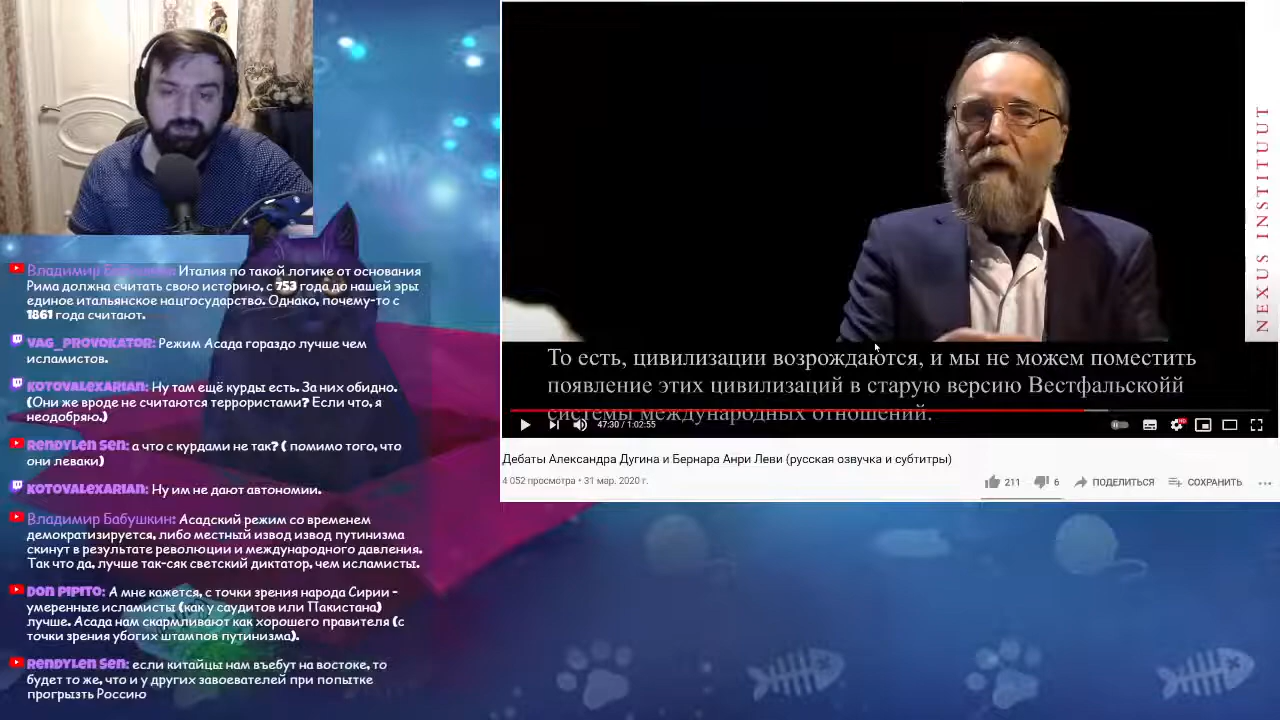 Владимир Бабушкин: Италия по такой логике от основания
Рима должна считать свою историю, с 753 года до нашей эры
единое итальянское нацгосударство. Однако, почему-то с
1861 года считают.
VAG_PROVOKATOR: Режим Асада гораздо лучше чем
исламистов.
KOTOVALEXARIAN: Ну там ещё курды есть. За них обидно.
(Они же вроде не считаются террористами? Если что, я
неодобряю.)
Rendylen Sen: а что с курдами не так? ( помимо того, что
они леваки)
KOTOVALEXARIAN: Ну им не дают автономии.
Владимир Бабушкин: Асадский режим со временем
демократизируется, либо местный извод извод путинизма
скинут в результате революции и международного давления.
Так что да, лучше так-сяк светский диктатор, чем исламисты.
Don Pipito: А мне кажется, с точки зрения народа Сирии -
умеренные исламисты (как у саудитов или Пакистана)
лучше. Асада нам скармливают как хорошего правителя (с
точки зрения убогих штампов путинизма).
Rendylen Sen: если китайцы нам въебут на востоке, то
будет то же, что и у других завоевателей при попытке
прогрызть Россию
NEXUS INSTITUUT
То есть, цивилизации возрождаются, и мы не можем поместить
появление этих цивилизаций в старую версию Вестфальскойй
системы международных отношений.
47:30 / 1:02:55
HD
Дебаты Александра Дугина и Бернара Анри Леви (русская озвучка и субтитры)
4 052 просмотра • 31 мар. 2020 г.
211
6
ПОДЕЛИТЬСЯ
СОХРАНИТЬ